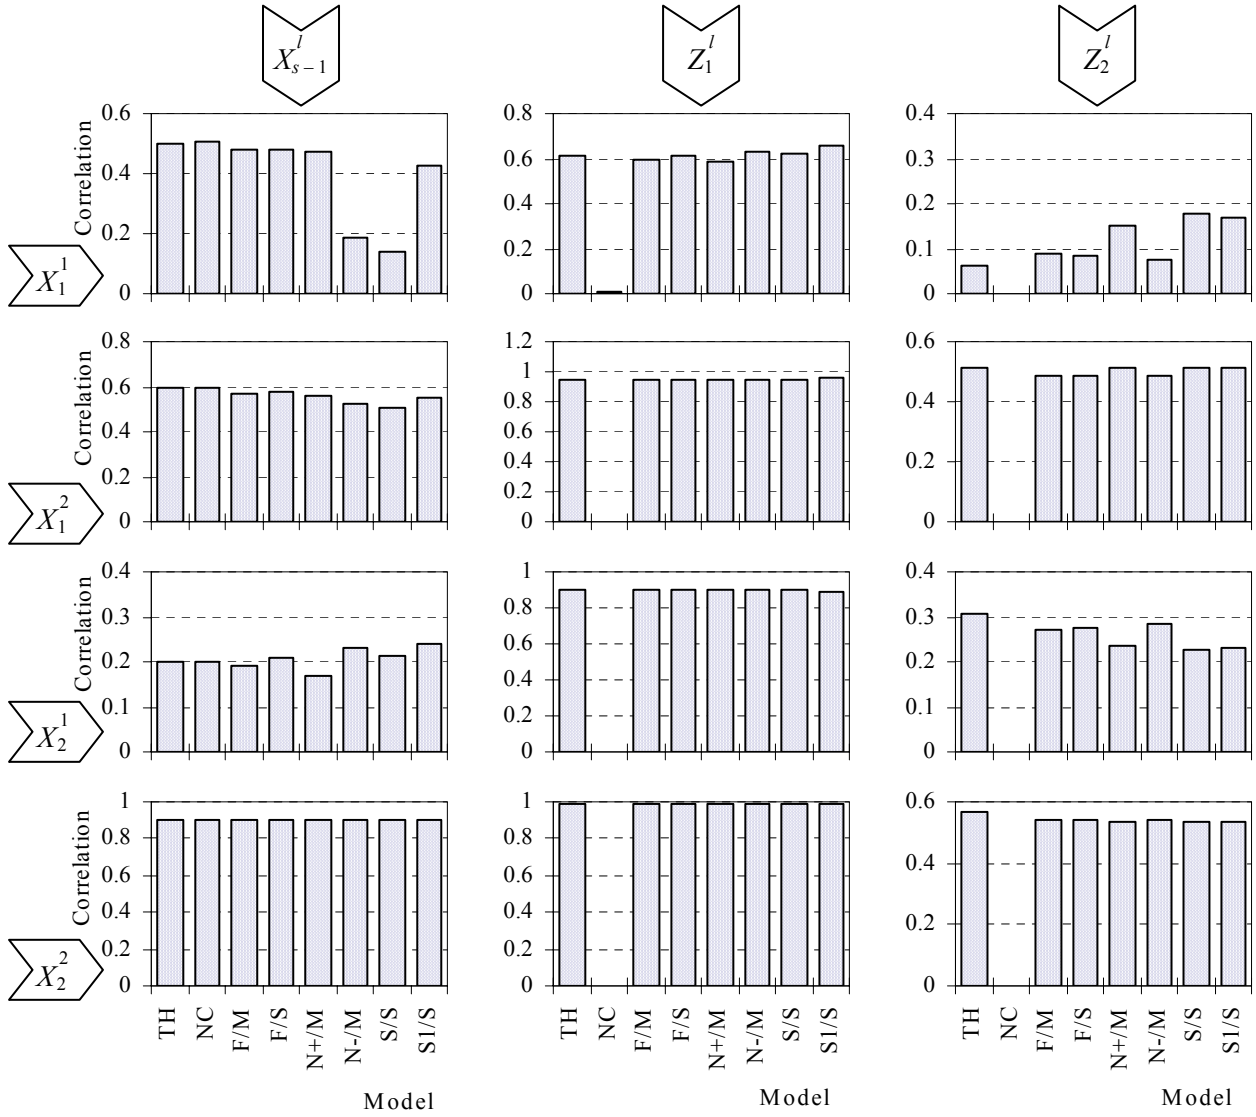 X_{s-1}^l Z_1^l Z_2^l
0.6 0.8 0.4
0.3
0.4 0.6
0.4 0.2
0.2 0.2 0.1
0 0 0
Correlation
X_1^1
0.8 1.2 0.6
1
0.6 0.8 0.4
0.4 0.6
0.4 0.2
0.2 0.2
0 0 0
Correlation
X_1^2
0.4 1 0.4
0.3 0.8 0.3
0.2 0.6 0.2
0.4
0.1 0.2 0.1
0 0 0
Correlation
X_2^1
1 1 0.6
0.8 0.8
0.6 0.6 0.4
0.4 0.4 0.2
0.2 0.2
0 0 0
Correlation
X_2^2
TH NC F/M F/S N+/M N-/M S/S S1/S
TH NC F/M F/S N+/M N-/M S/S S1/S
TH NC F/M F/S N+/M N-/M S/S S1/S
Model Model Model